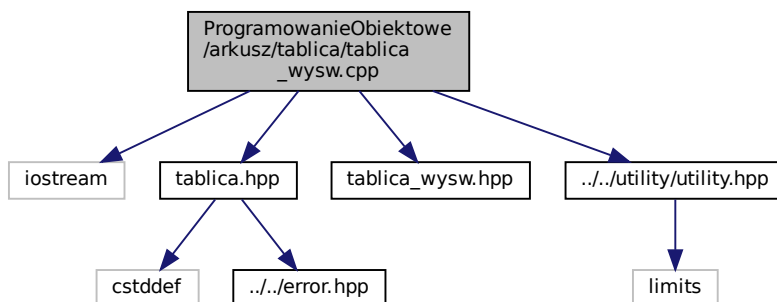 ProgramowanieObiektowe
/arkusz/tablica/tablica
_wysw.cpp
iostream
tablica.hpp
tablica_wysw.hpp
../../utility/utility.hpp
cstddef
../../error.hpp
limits